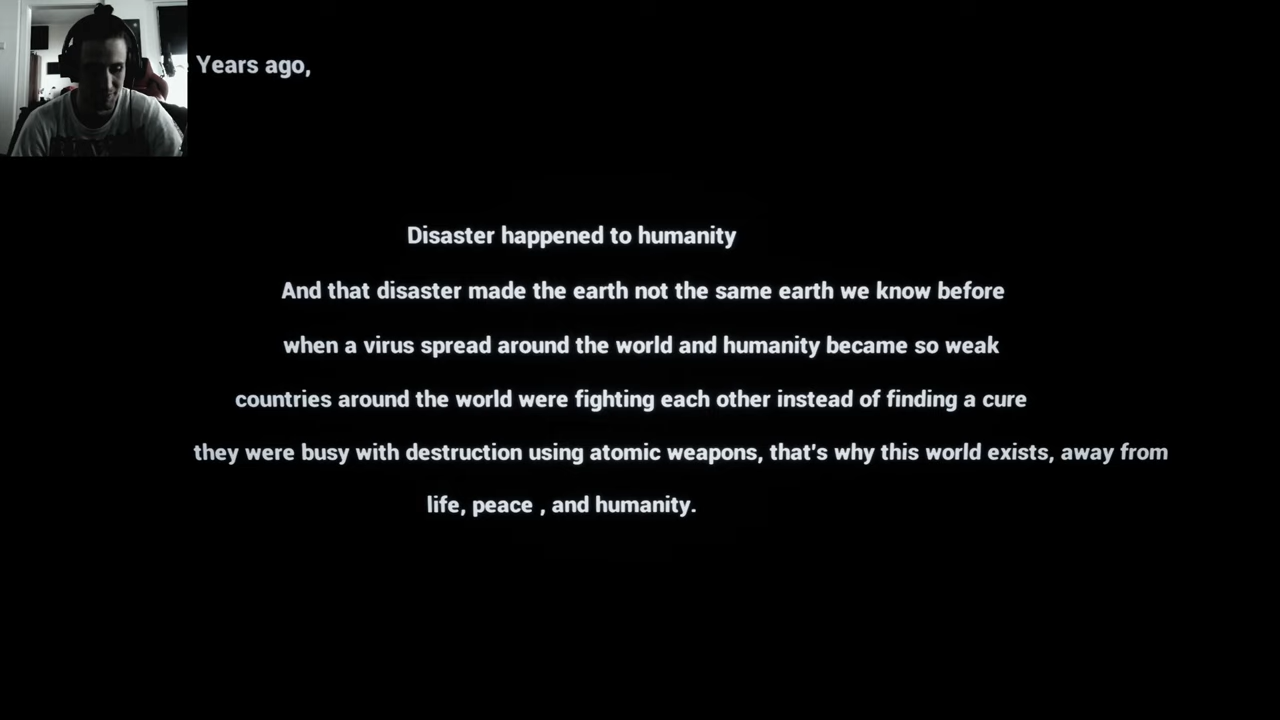 Years ago,
Disaster happened to humanity
And that disaster made the earth not the same earth we know before
when a virus spread around the world and humanity became so weak
countries around the world were fighting each other instead of finding a cure
they were busy with destruction using atomic weapons, that's why this world exists, away from
life, peace , and humanity.